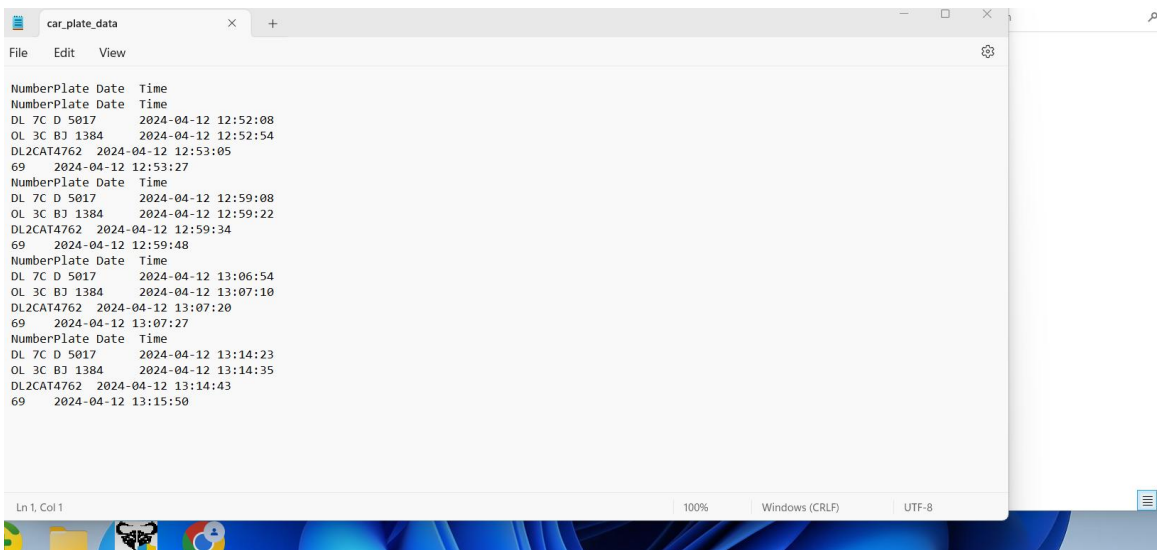 car_plate_data
File Edit View
NumberPlate Date Time
NumberPlate Date Time
DL 7C D 5017 2024-04-12 12:52:08
OL 3C BJ 1384 2024-04-12 12:52:54
DL2CAT4762 2024-04-12 12:53:05
69 2024-04-12 12:53:27
NumberPlate Date Time
DL 7C D 5017 2024-04-12 12:59:08
OL 3C BJ 1384 2024-04-12 12:59:22
DL2CAT4762 2024-04-12 12:59:34
69 2024-04-12 12:59:48
NumberPlate Date Time
DL 7C D 5017 2024-04-12 13:06:54
OL 3C BJ 1384 2024-04-12 13:07:10
DL2CAT4762 2024-04-12 13:07:20
69 2024-04-12 13:07:27
NumberPlate Date Time
DL 7C D 5017 2024-04-12 13:14:23
OL 3C BJ 1384 2024-04-12 13:14:35
DL2CAT4762 2024-04-12 13:14:43
69 2024-04-12 13:15:50
Ln 1, Col 1 100% Windows (CRLF) UTF-8